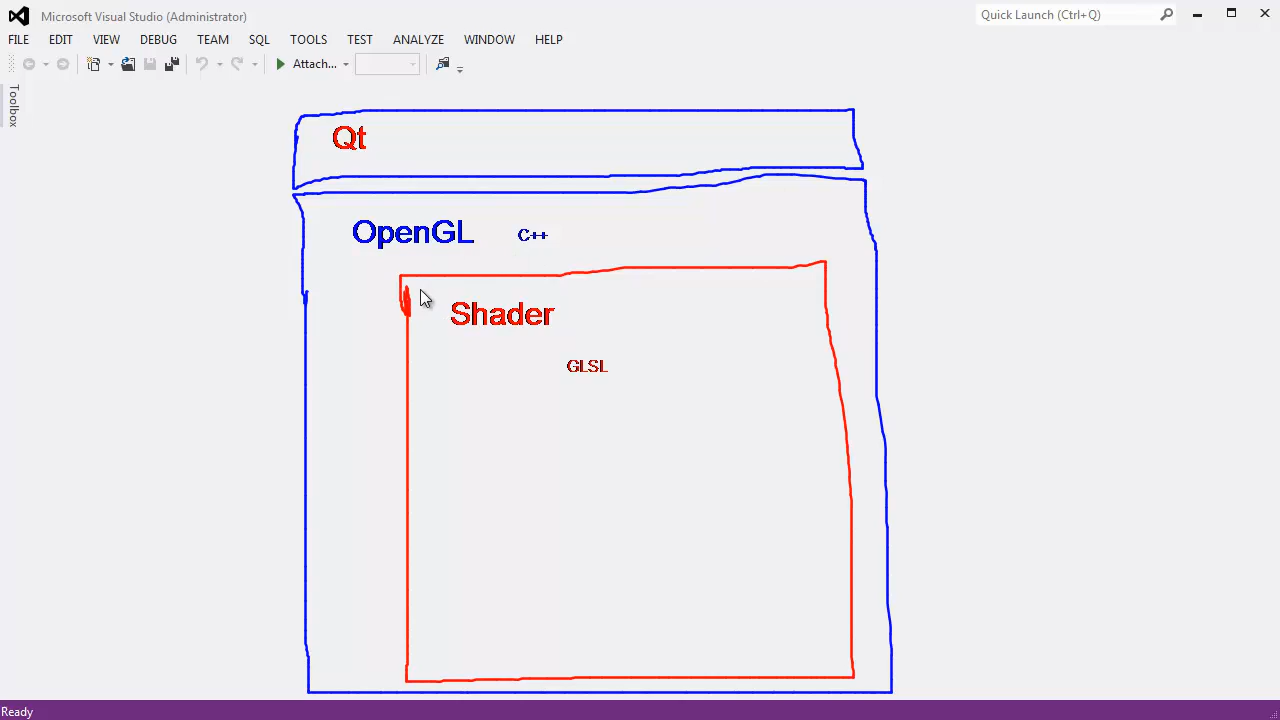 Microsoft Visual Studio (Administrator)
Quick Launch (Ctrl+Q)
FILE EDIT VIEW DEBUG TEAM SQL TOOLS TEST ANALYZE WINDOW HELP
Attach...
Toolbox
Qt
OpenGL C++
Shader
GLSL
Ready